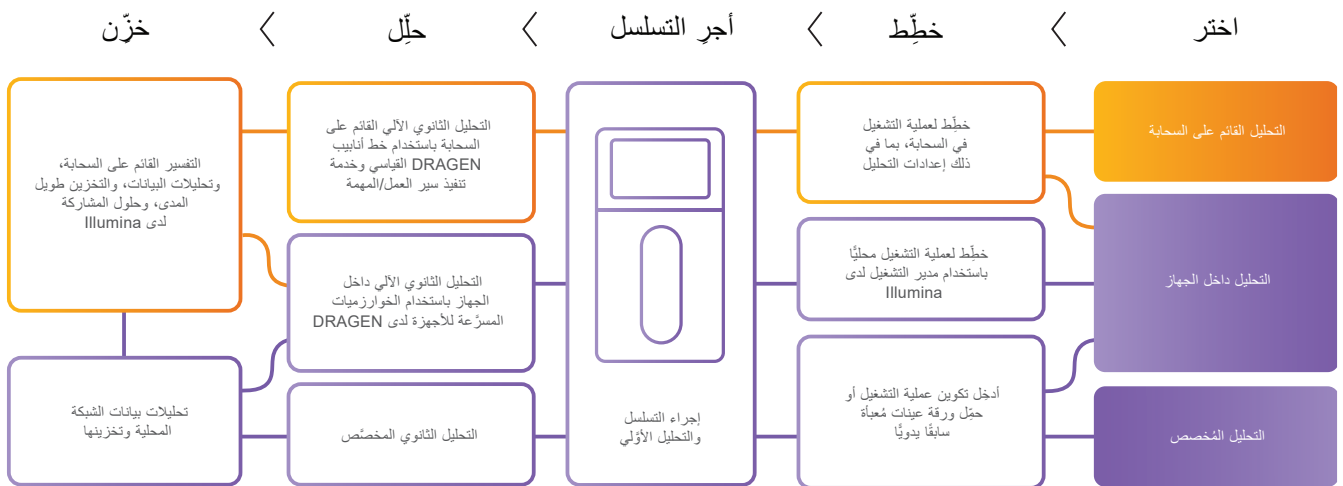 اختر
خطِّط
أجرِ التسلسل
حلِّل
خزِّن
التحليل القائم على السحابة
التحليل داخل الجهاز
التحليل المُخصص
خطِّط لعملية التشغيل
في السحابة، بما في
ذلك إعدادات التحليل
خطِّط لعملية التشغيل محليًّا
باستخدام مدير التشغيل لدى
Illumina
أدخِل تكوين عملية التشغيل أو
حمِّل ورقة عينات مُعبأة
سابقًا يدويًّا
إجراء التسلسل
والتحليل الأوَّلي
التحليل الثانوي الآلي القائم على
السحابة باستخدام خط أنابيب
DRAGEN القياسي وخدمة
تنفيذ سير العمل/المهمة
التحليل الثانوي الآلي داخل
الجهاز باستخدام الخوارزميات
المسرَّعة للأجهزة لدى DRAGEN
التحليل الثانوي المخصَّص
التفسير القائم على السحابة،
وتحليلات البيانات، والتخزين طويل
المدى، وحلول المشاركة
لدى Illumina
تحليلات بيانات الشبكة
المحلية وتخزينها